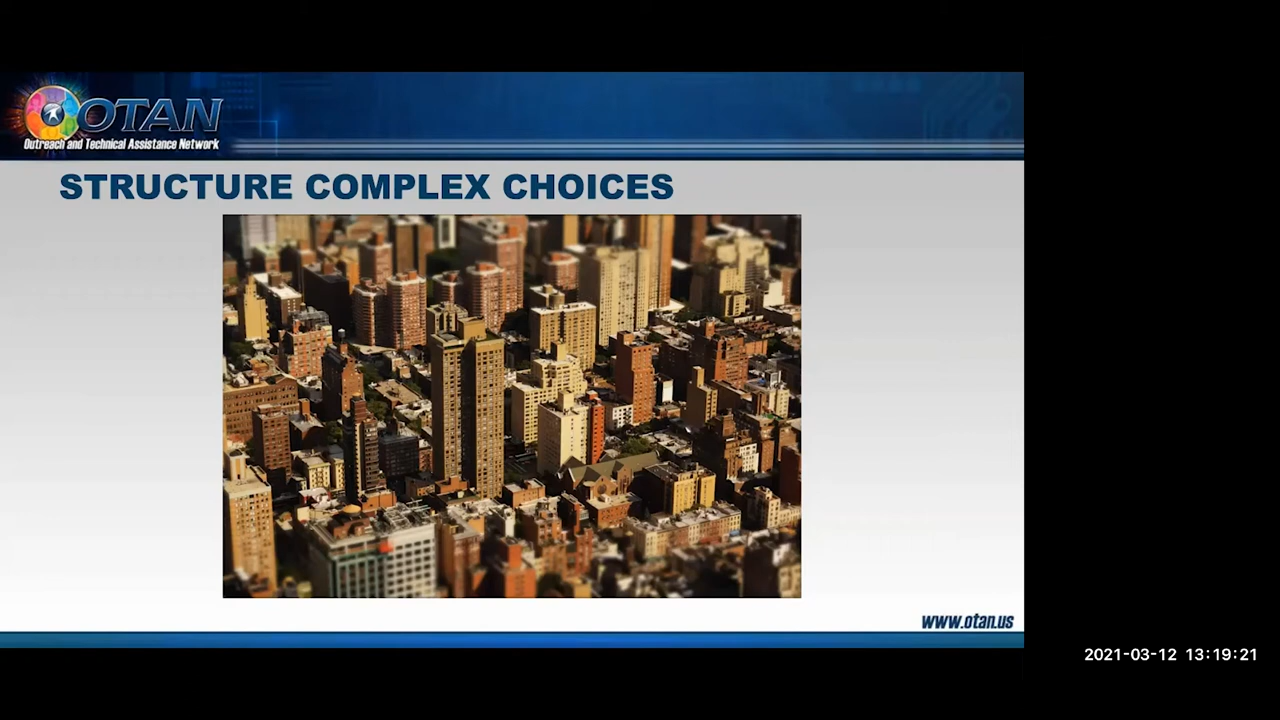 OTAN
Outreach and Technical Assistance Network
STRUCTURE COMPLEX CHOICES
www.otan.us
2021-03-12 13:19:21